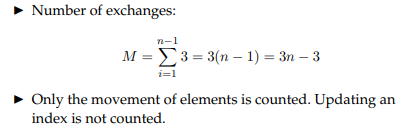 ▶ Number of exchanges:
n−1
M = ∑ 3 = 3(n − 1) = 3n − 3
i=1
▶ Only the movement of elements is counted. Updating an
index is not counted.